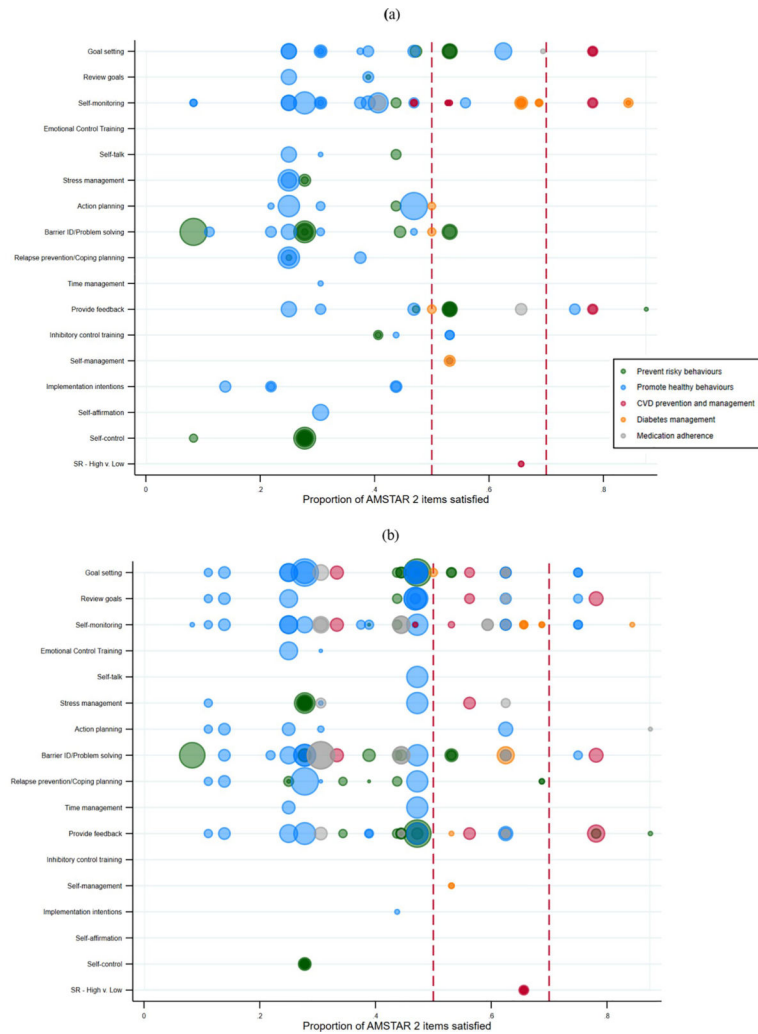 (a)
Goal setting
Review goals
Self-monitoring
Emotional Control Training
Self-talk
Stress management
Action planning
Barrier ID/Problem solving
Relapse prevention/Coping planning
Time management
Provide feedback
Inhibitory control training
Self-management
Implementation intentions
Self-affirmation
Self-control
SR - High v. Low
Prevent risky behaviours
Promote healthy behaviours
CVD prevention and management
Diabetes management
Medication adherence
0 .2 .4 .6 .8
Proportion of AMSTAR 2 items satisfied
(b)
Goal setting
Review goals
Self-monitoring
Emotional Control Training
Self-talk
Stress management
Action planning
Barrier ID/Problem solving
Relapse prevention/Coping planning
Time management
Provide feedback
Inhibitory control training
Self-management
Implementation intentions
Self-affirmation
Self-control
SR - High v. Low
0 .2 .4 .6 .8
Proportion of AMSTAR 2 items satisfied